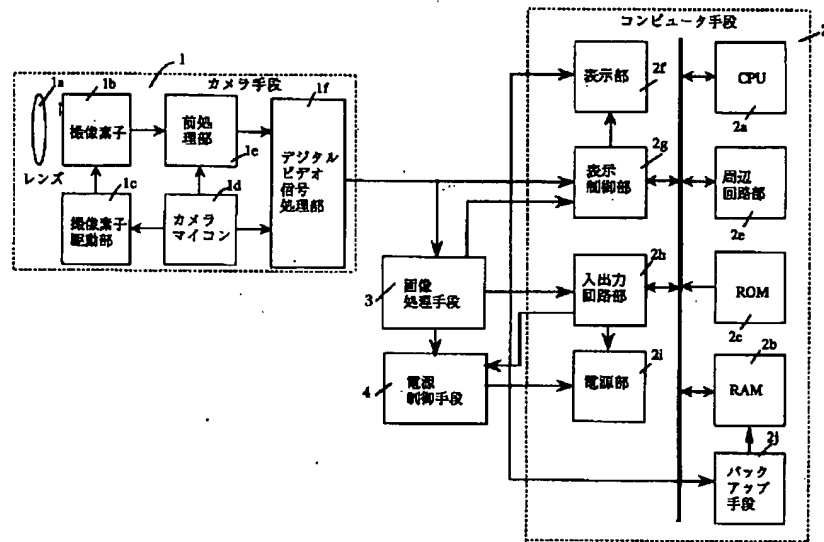 コンピュータ手段
2
1
カメラ手段
1a
レンズ
1b
撮像素子
1c
撮像素子
駆動部
前処
理部
1e
1d
カメラ
マイコン
1f
デジタル
ビデオ
信号
処理部
3
画像
処理手段
4
電源
制御手段
2f
表示部
2g
表示
制御部
2h
入出力
回路部
2i
電源部
CPU
2a
周辺
回路部
2e
ROM
2c
2b
RAM
2j
バック
アップ
手段